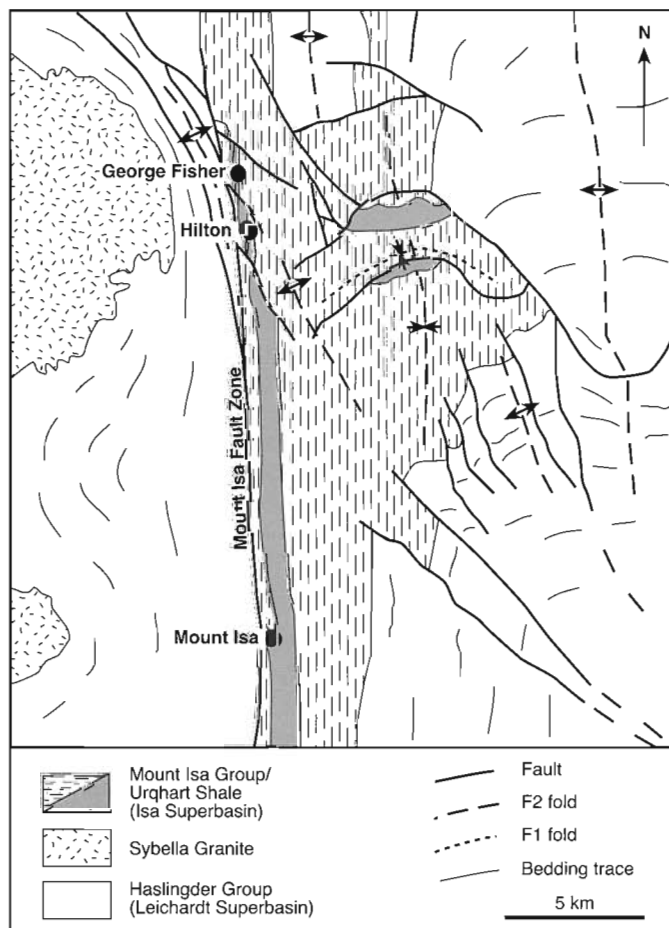 N
George Fisher
Hilton
Mount Isa Fault Zone
Mount Isa
Mount Isa Group/
Urqhart Shale
(Isa Superbasin)
Sybella Granite
Haslingder Group
(Leichardt Superbasin)
Fault
F2 fold
F1 fold
Bedding trace
5 km